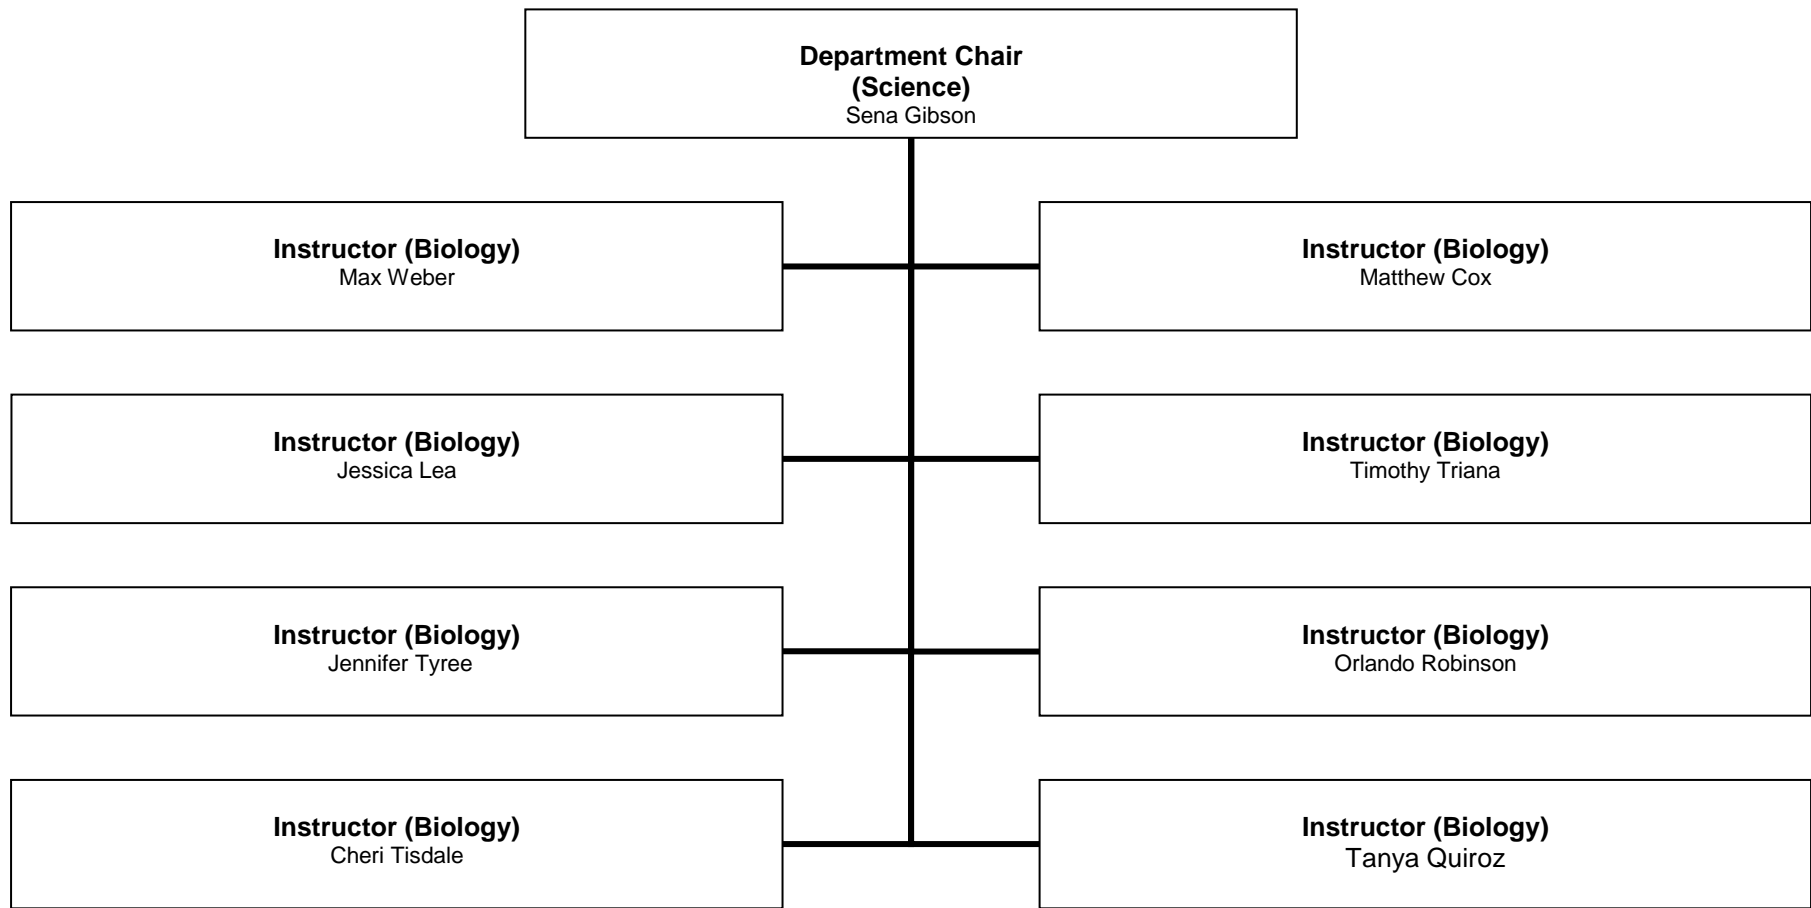 Department Chair
(Science)
Sena Gibson
Instructor (Biology)
Max Weber
Instructor (Biology)
Matthew Cox
Instructor (Biology)
Jessica Lea
Instructor (Biology)
Timothy Triana
Instructor (Biology)
Jennifer Tyree
Instructor (Biology)
Orlando Robinson
Instructor (Biology)
Cheri Tisdale
Instructor (Biology)
Tanya Quiroz